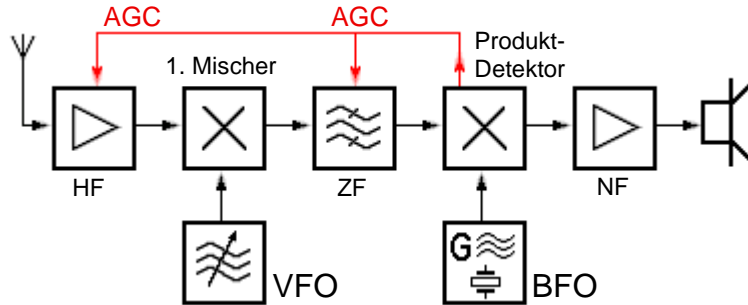 AGC
AGC
Produkt-
Detektor
1. Mischer
HF
ZF
NF
VFO
G
BFO